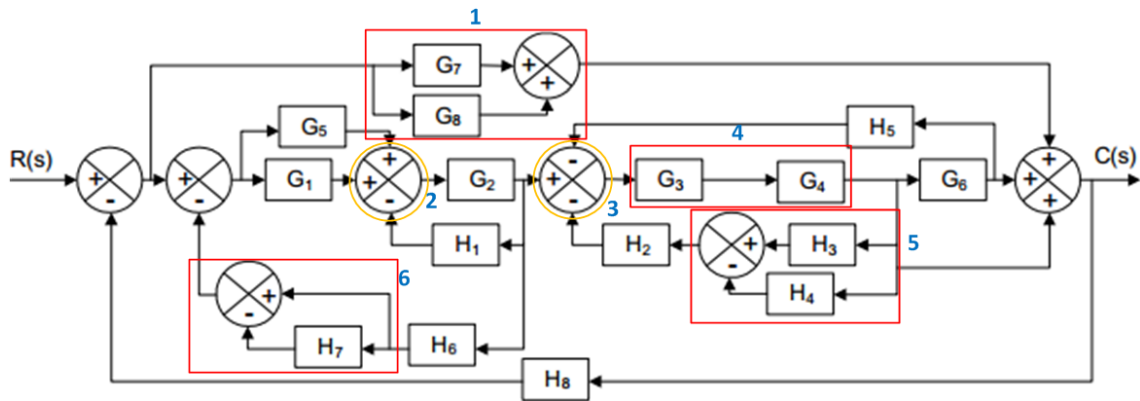 1
G7
+
+
G8
G5
4
H5
R(s)
+
-
+
-
G1
+
+
-
2
G2
-
+
-
3
G3
G4
G6
+
+
+
C(s)
H1
H2
-
+
H3
5
H4
6
-
+
H7
H6
H8